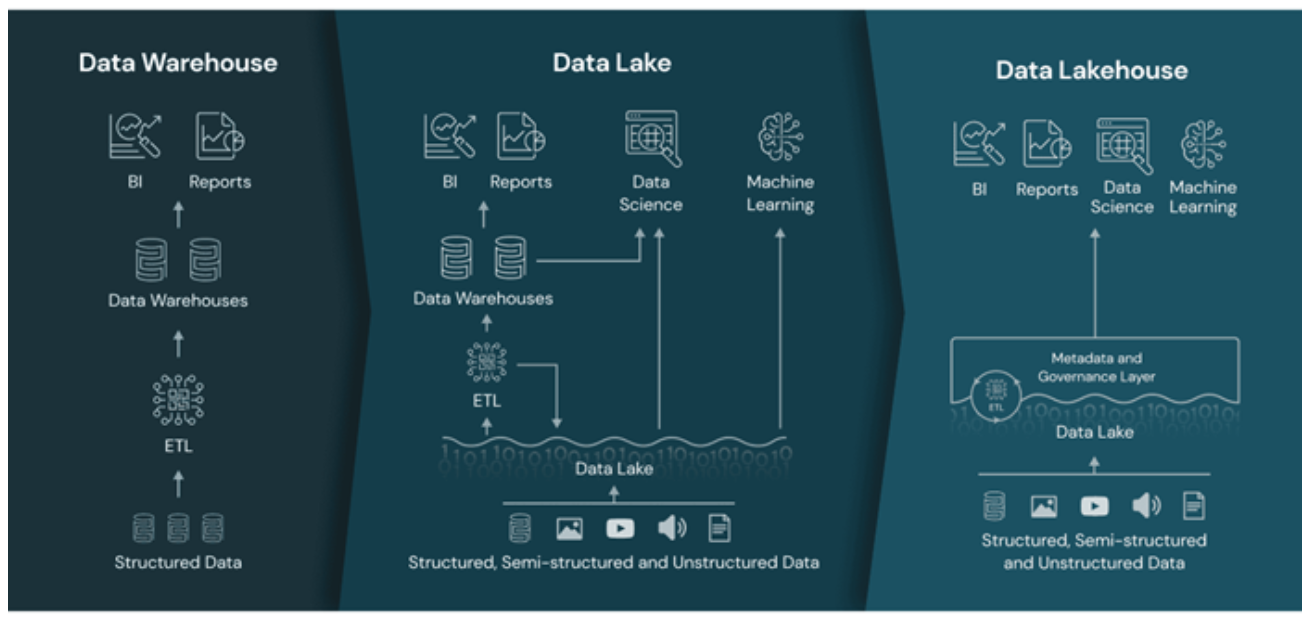 Data Warehouse
BI
Reports
Data Warehouses
ETL
Structured Data
Data Lake
BI
Reports
Data
Science
Machine
Learning
Data Warehouses
ETL
Data Lake
Structured, Semi-structured and Unstructured Data
Data Lakehouse
BI
Reports
Data
Science
Machine
Learning
Metadata and
Governance Layer
ETL
Data Lake
Structured, Semi-structured
and Unstructured Data